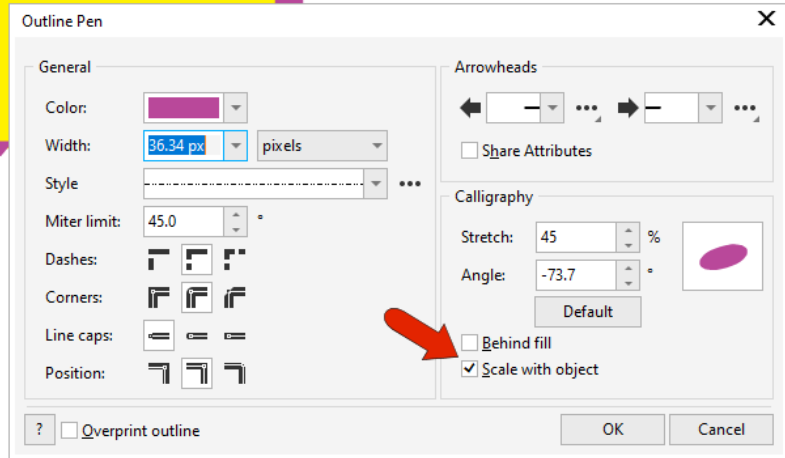 Outline Pen
General
Color:
Width: 36.34 px pixels
Style
Miter limit: 45.0 °
Dashes:
Corners:
Line caps:
Position:
Arrowheads
Share Attributes
Calligraphy
Stretch: 45 %
Angle: -73.7 °
Default
Behind fill
Scale with object
? Overprint outline
OK Cancel